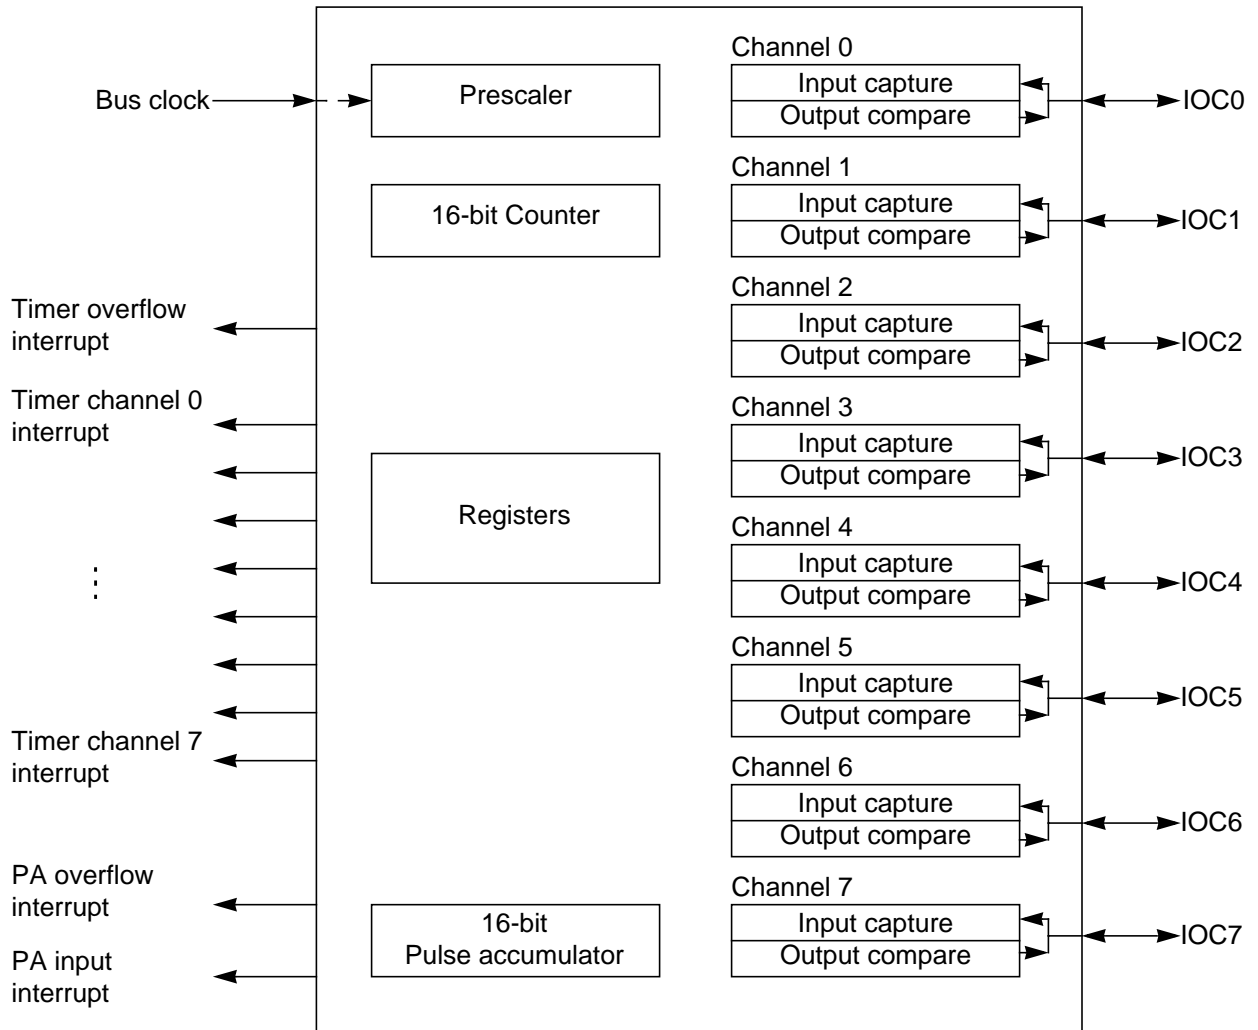 Channel 0
Bus clock
Prescaler
Input capture
Output compare
IOC0
Channel 1
16-bit Counter
Input capture
Output compare
IOC1
Channel 2
Timer overflow
interrupt
Input capture
Output compare
IOC2
Timer channel 0
interrupt
Channel 3
Input capture
Output compare
IOC3
Registers
Channel 4
Input capture
Output compare
IOC4
Channel 5
Input capture
Output compare
IOC5
Timer channel 7
interrupt
Channel 6
Input capture
Output compare
IOC6
PA overflow
interrupt
Channel 7
16-bit
Pulse accumulator
Input capture
Output compare
IOC7
PA input
interrupt